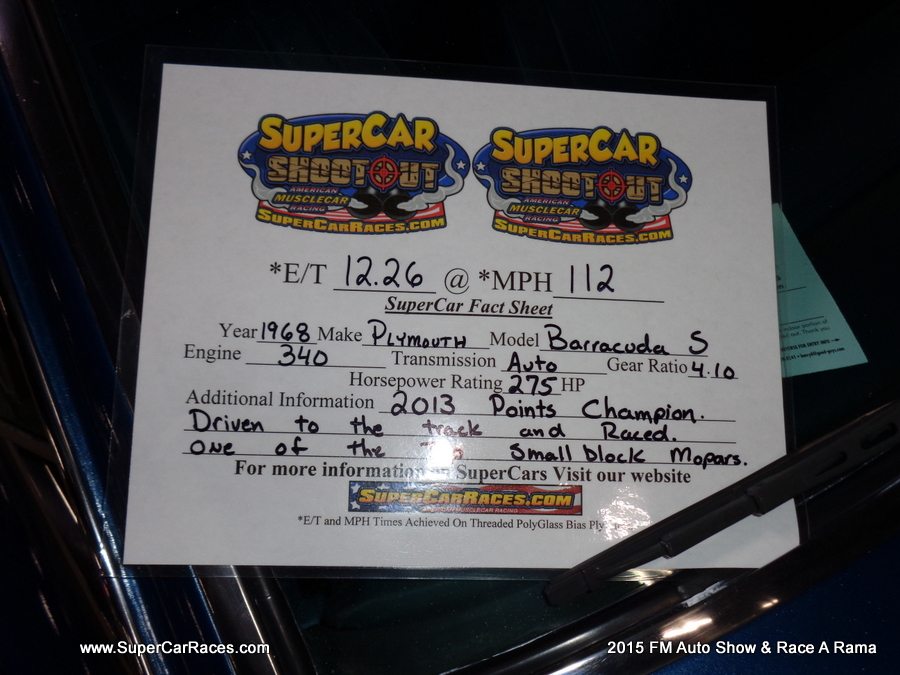 SUPERCAR SUPERCAR
SHOOTOUT SHOOTOUT
AMERICAN AMERICAN
MUSCLECAR MUSCLECAR
RACING RACING
SUPERCARRACES.COM SUPERCARRACES.COM
*E/T 12.26 @ *MPH 112
SuperCar Fact Sheet
Year 1968 Make PLYMOUTH Model Barracuda S
Engine 340 Transmission Auto Gear Ratio 4.10
Horsepower Rating 275 HP
Additional Information 2013 Points Champion.
Driven to the track and Raced.
one of the Top Small block Mopars.
For more information on SuperCars Visit our website
SUPERCARRACES.COM
AMERICAN MUSCLECAR RACING
*E/T and MPH Times Achieved On Threaded PolyGlass Bias Ply
www.SuperCarRaces.com 2015 FM Auto Show & Race A Rama